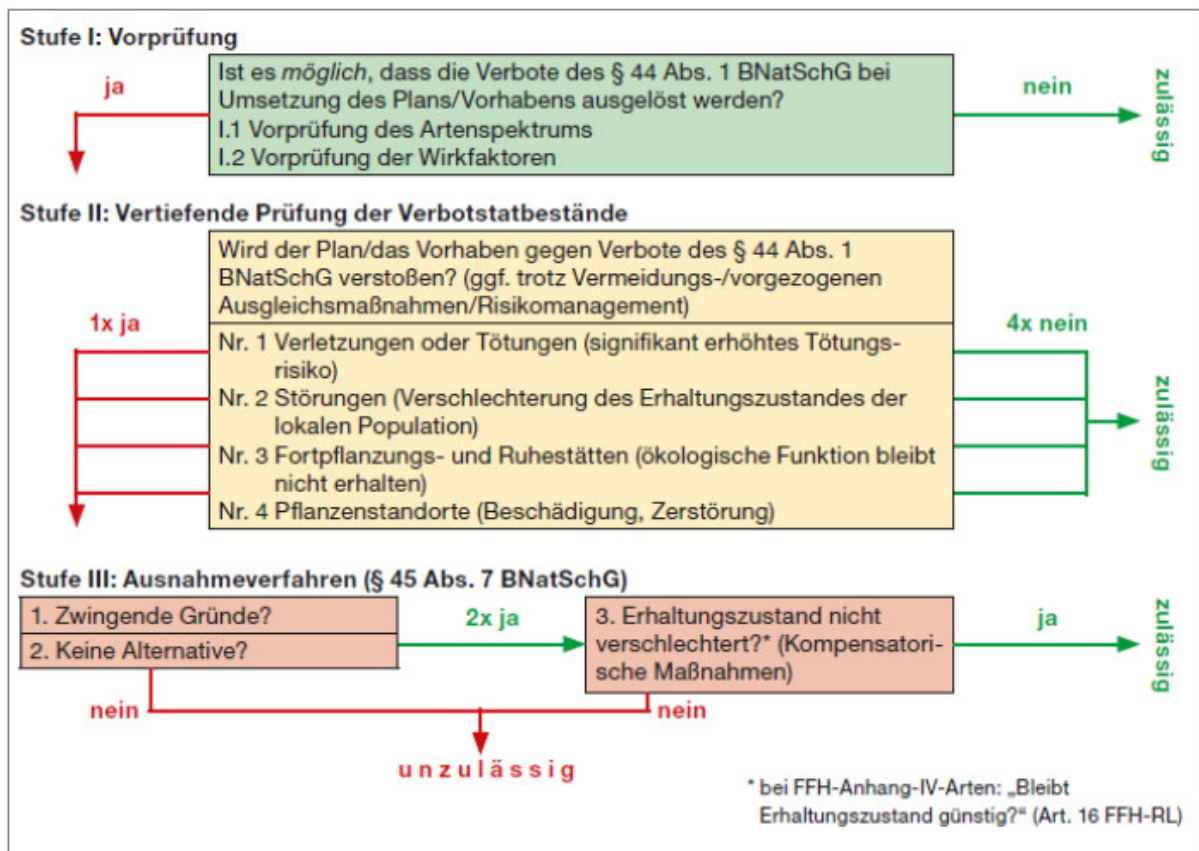 Stufe I: Vorprüfung
ja
Ist es möglich, dass die Verbote des § 44 Abs. 1 BNatSchG bei
Umsetzung des Plans/Vorhabens ausgelöst werden?
I.1 Vorprüfung des Artenspektrums
I.2 Vorprüfung der Wirkfaktoren
nein
zulässig
Stufe II: Vertiefende Prüfung der Verbotstatbestände
Wird der Plan/das Vorhaben gegen Verbote des § 44 Abs. 1
BNatSchG verstoßen? (ggf. trotz Vermeidungs-/vorgezogenen
Ausgleichsmaßnahmen/Risikomanagement)
1x ja
4x nein
Nr. 1 Verletzungen oder Tötungen (signifikant erhöhtes Tötungs-
risiko)
Nr. 2 Störungen (Verschlechterung des Erhaltungszustandes der
lokalen Population)
Nr. 3 Fortpflanzungs- und Ruhestätten (ökologische Funktion bleibt
nicht erhalten)
Nr. 4 Pflanzenstandorte (Beschädigung, Zerstörung)
zulässig
Stufe III: Ausnahmeverfahren (§ 45 Abs. 7 BNatSchG)
1. Zwingende Gründe?
2. Keine Alternative?
2x ja
3. Erhaltungszustand nicht
verschlechtert?* (Kompensatori-
sche Maßnahmen)
ja
zulässig
nein
nein
unzulässig
* bei FFH-Anhang-IV-Arten: „Bleibt
Erhaltungszustand günstig?“ (Art. 16 FFH-RL)